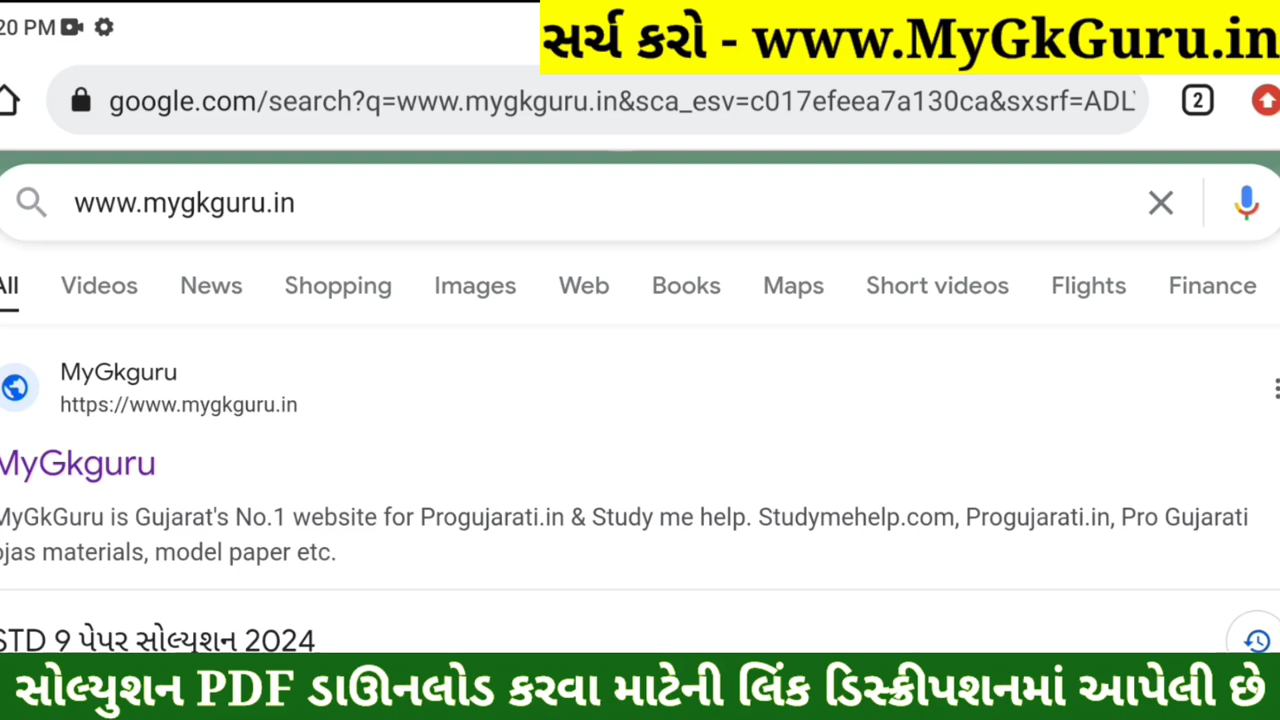 20 PM
સર્ચ કરો - www.MyGkGuru.in
google.com/search?q=www.mygkguru.in&sca_esv=c017efeea7a130ca&sxsrf=ADL
2
www.mygkguru.in
All Videos News Shopping Images Web Books Maps Short videos Flights Finance
MyGkguru
https://www.mygkguru.in
MyGkguru
MyGkGuru is Gujarat's No.1 website for Progujarati.in & Study me help. Studymehelp.com, Progujarati.in, Pro Gujarati
ojas materials, model paper etc.
STD 9 પેપર સોલ્યુશન 2024
સોલ્યુશન PDF ડાઊનલોડ કરવા માટેની લિંક ડિસ્ક્રીપશનમાં આપેલી છે